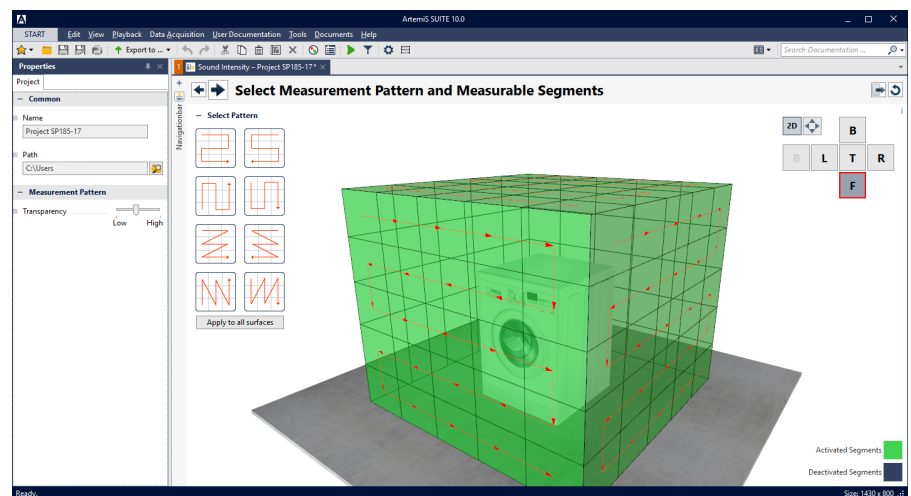 ArtemiS SUITE 10.0
START Edit View Playback Data Acquisition User Documentation Tools Documents Help
Export to ... Search Documentation ...
Properties
1 Sound Intensity – Project SP185-17*
Project
Select Measurement Pattern and Measurable Segments
Common
Name
Project SP185-17
Path
C:\Users
Measurement Pattern
Transparency
Low High
Navigationbar
Select Pattern
Apply to all surfaces
2D
B
B L T R
F
Activated Segments
Deactivated Segments
Ready.
Size: 1430 x 800